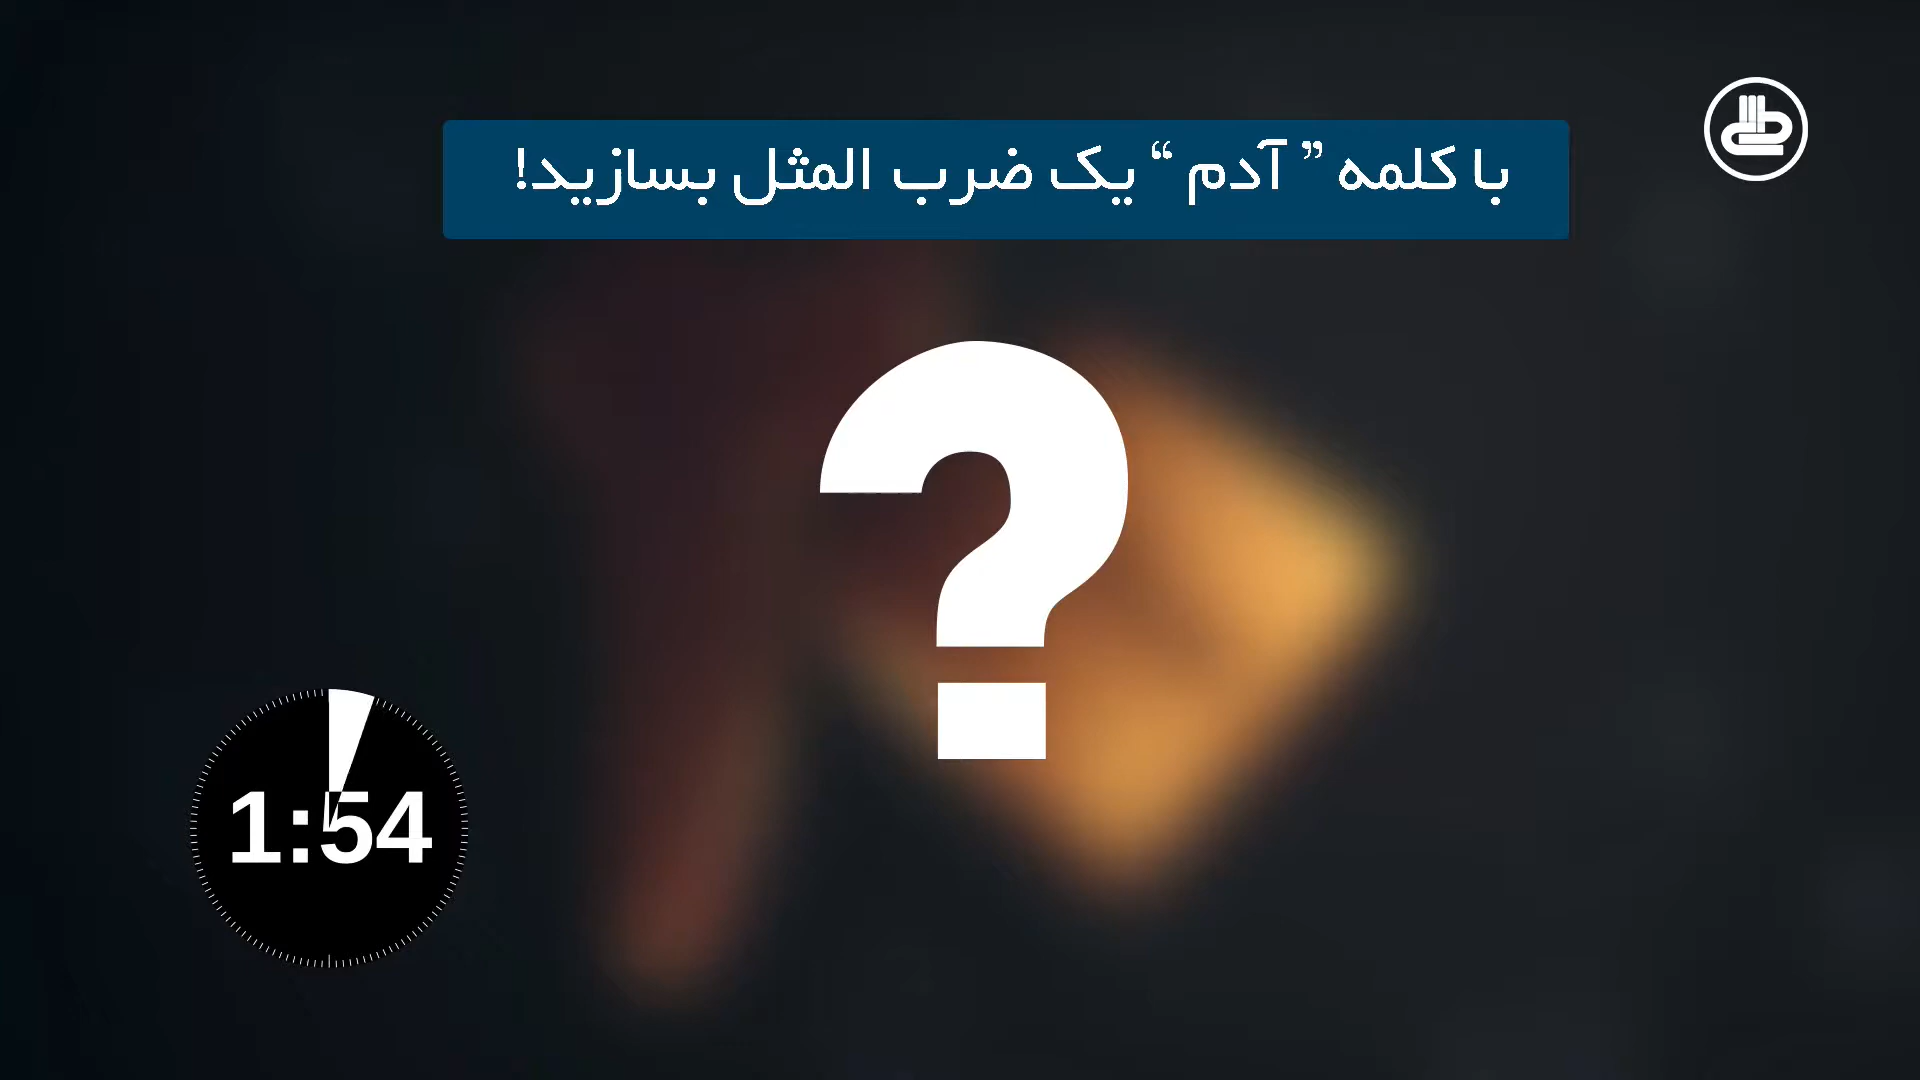 با کلمه ” آدم “ یک ضرب المثل بسازید!
?
1:54